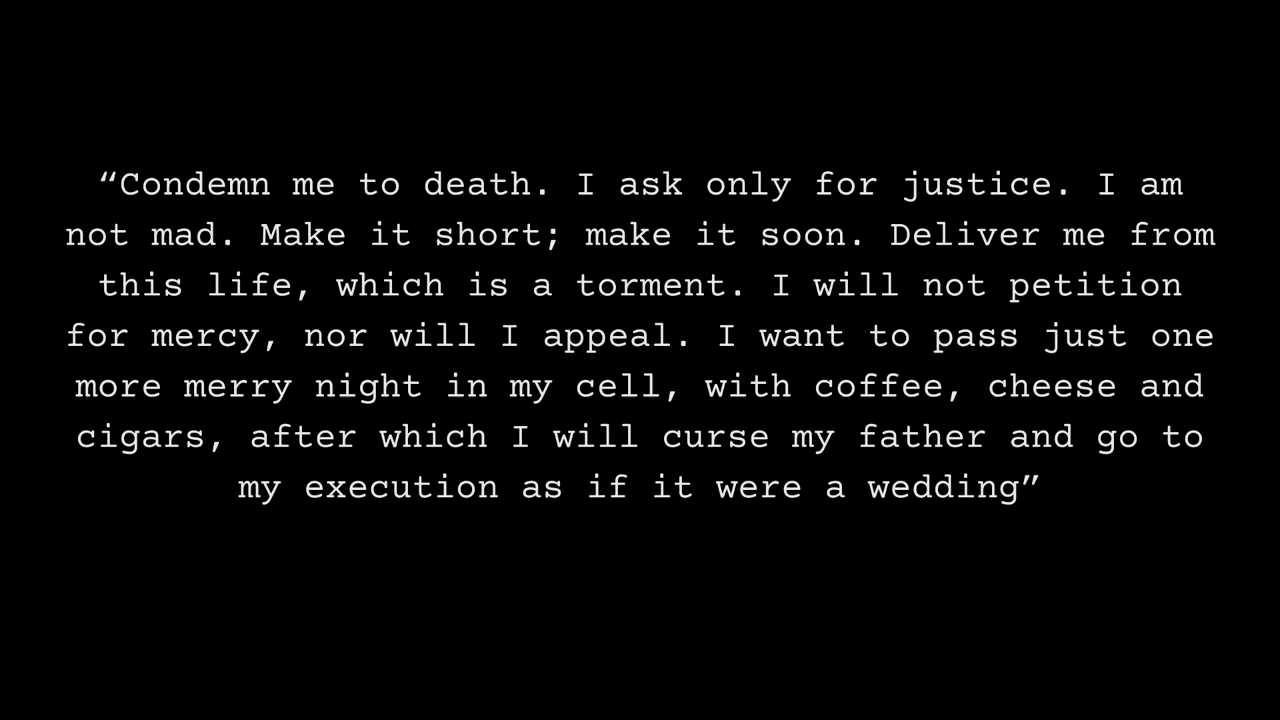 “Condemn me to death. I ask only for justice. I am
not mad. Make it short; make it soon. Deliver me from
this life, which is a torment. I will not petition
for mercy, nor will I appeal. I want to pass just one
more merry night in my cell, with coffee, cheese and
cigars, after which I will curse my father and go to
my execution as if it were a wedding”